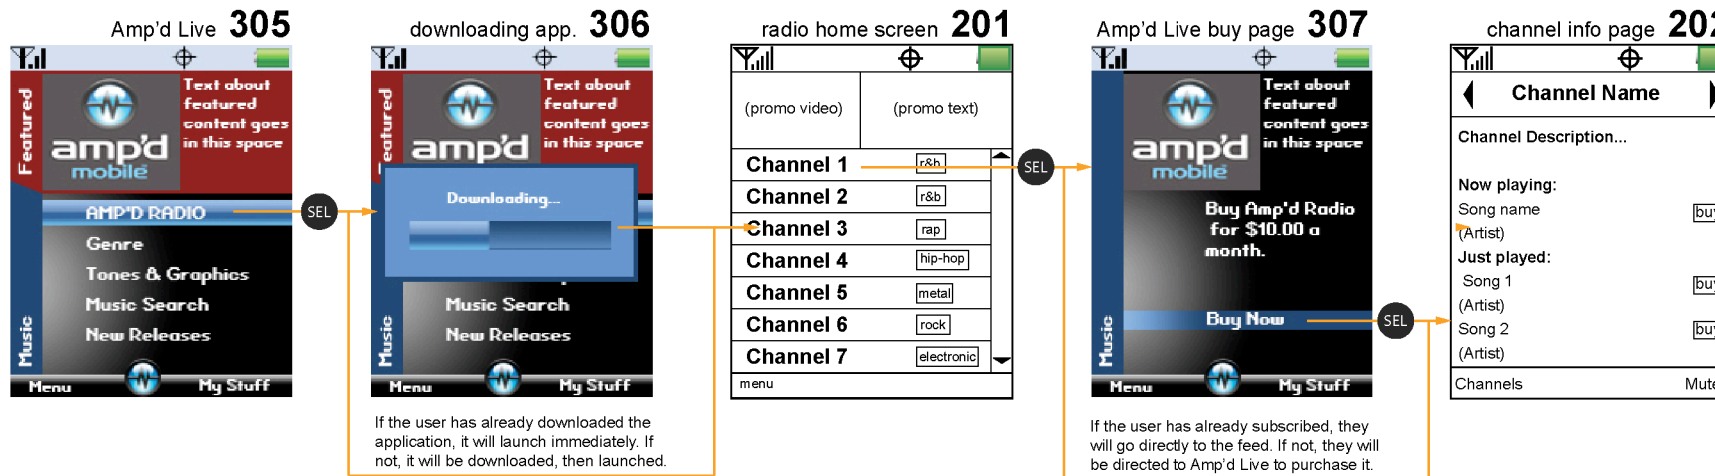 Amp'd Live 305
Featured
Text about
featured
content goes
in this space
amp'd
mobile
AMP'D RADIO
Genre
Tones & Graphics
Music Search
New Releases
Music
Menu
My Stuff
SEL
downloading app. 306
Text about
featured
content goes
in this space
amp'd
mobile
Downloading...
Music Search
New Releases
Music
Menu
My Stuff
If the user has already downloaded the
application, it will launch immediately. If
not, it will be downloaded, then launched.
radio home screen 201
(promo video)
(promo text)
Channel 1 r&b
Channel 2 r&b
Channel 3 rap
Channel 4 hip-hop
Channel 5 metal
Channel 6 rock
Channel 7 electronic
menu
SEL
Amp'd Live buy page 307
Text about
featured
content goes
in this space
amp'd
mobile
Buy Amp'd Radio
for $10.00 a
month.
Buy Now
Music
Menu
My Stuff
If the user has already subscribed, they
will go directly to the feed. If not, they will
be directed to Amp'd Live to purchase it.
SEL
channel info page 202
Channel Name
Channel Description...
Now playing:
Song name buy
(Artist)
Just played:
Song 1 buy
(Artist)
Song 2 buy
(Artist)
Channels
Mute